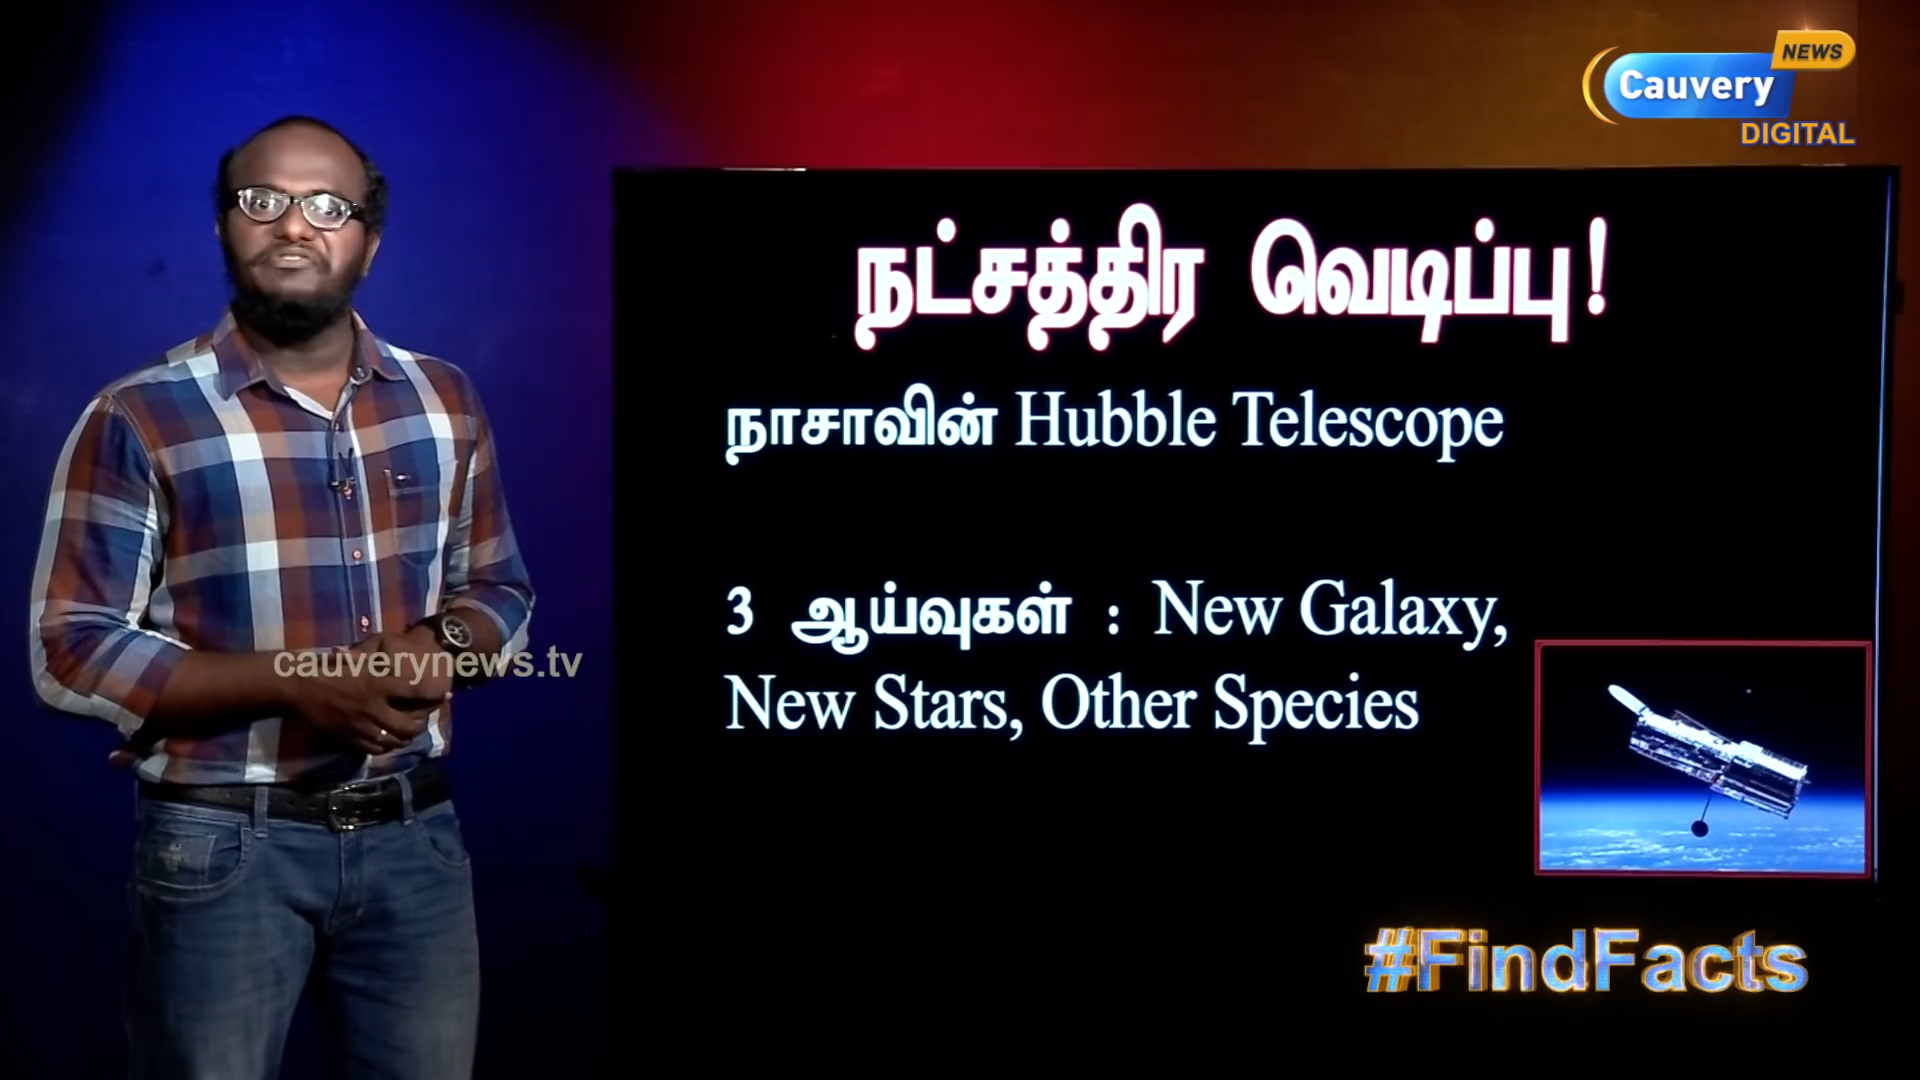 NEWS
Cauvery
DIGITAL
நட்சத்திர வெடிப்பு!
நாசாவின் Hubble Telescope
3 ஆய்வுகள் : New Galaxy,
New Stars, Other Species
cauverynews.tv
#FindFacts